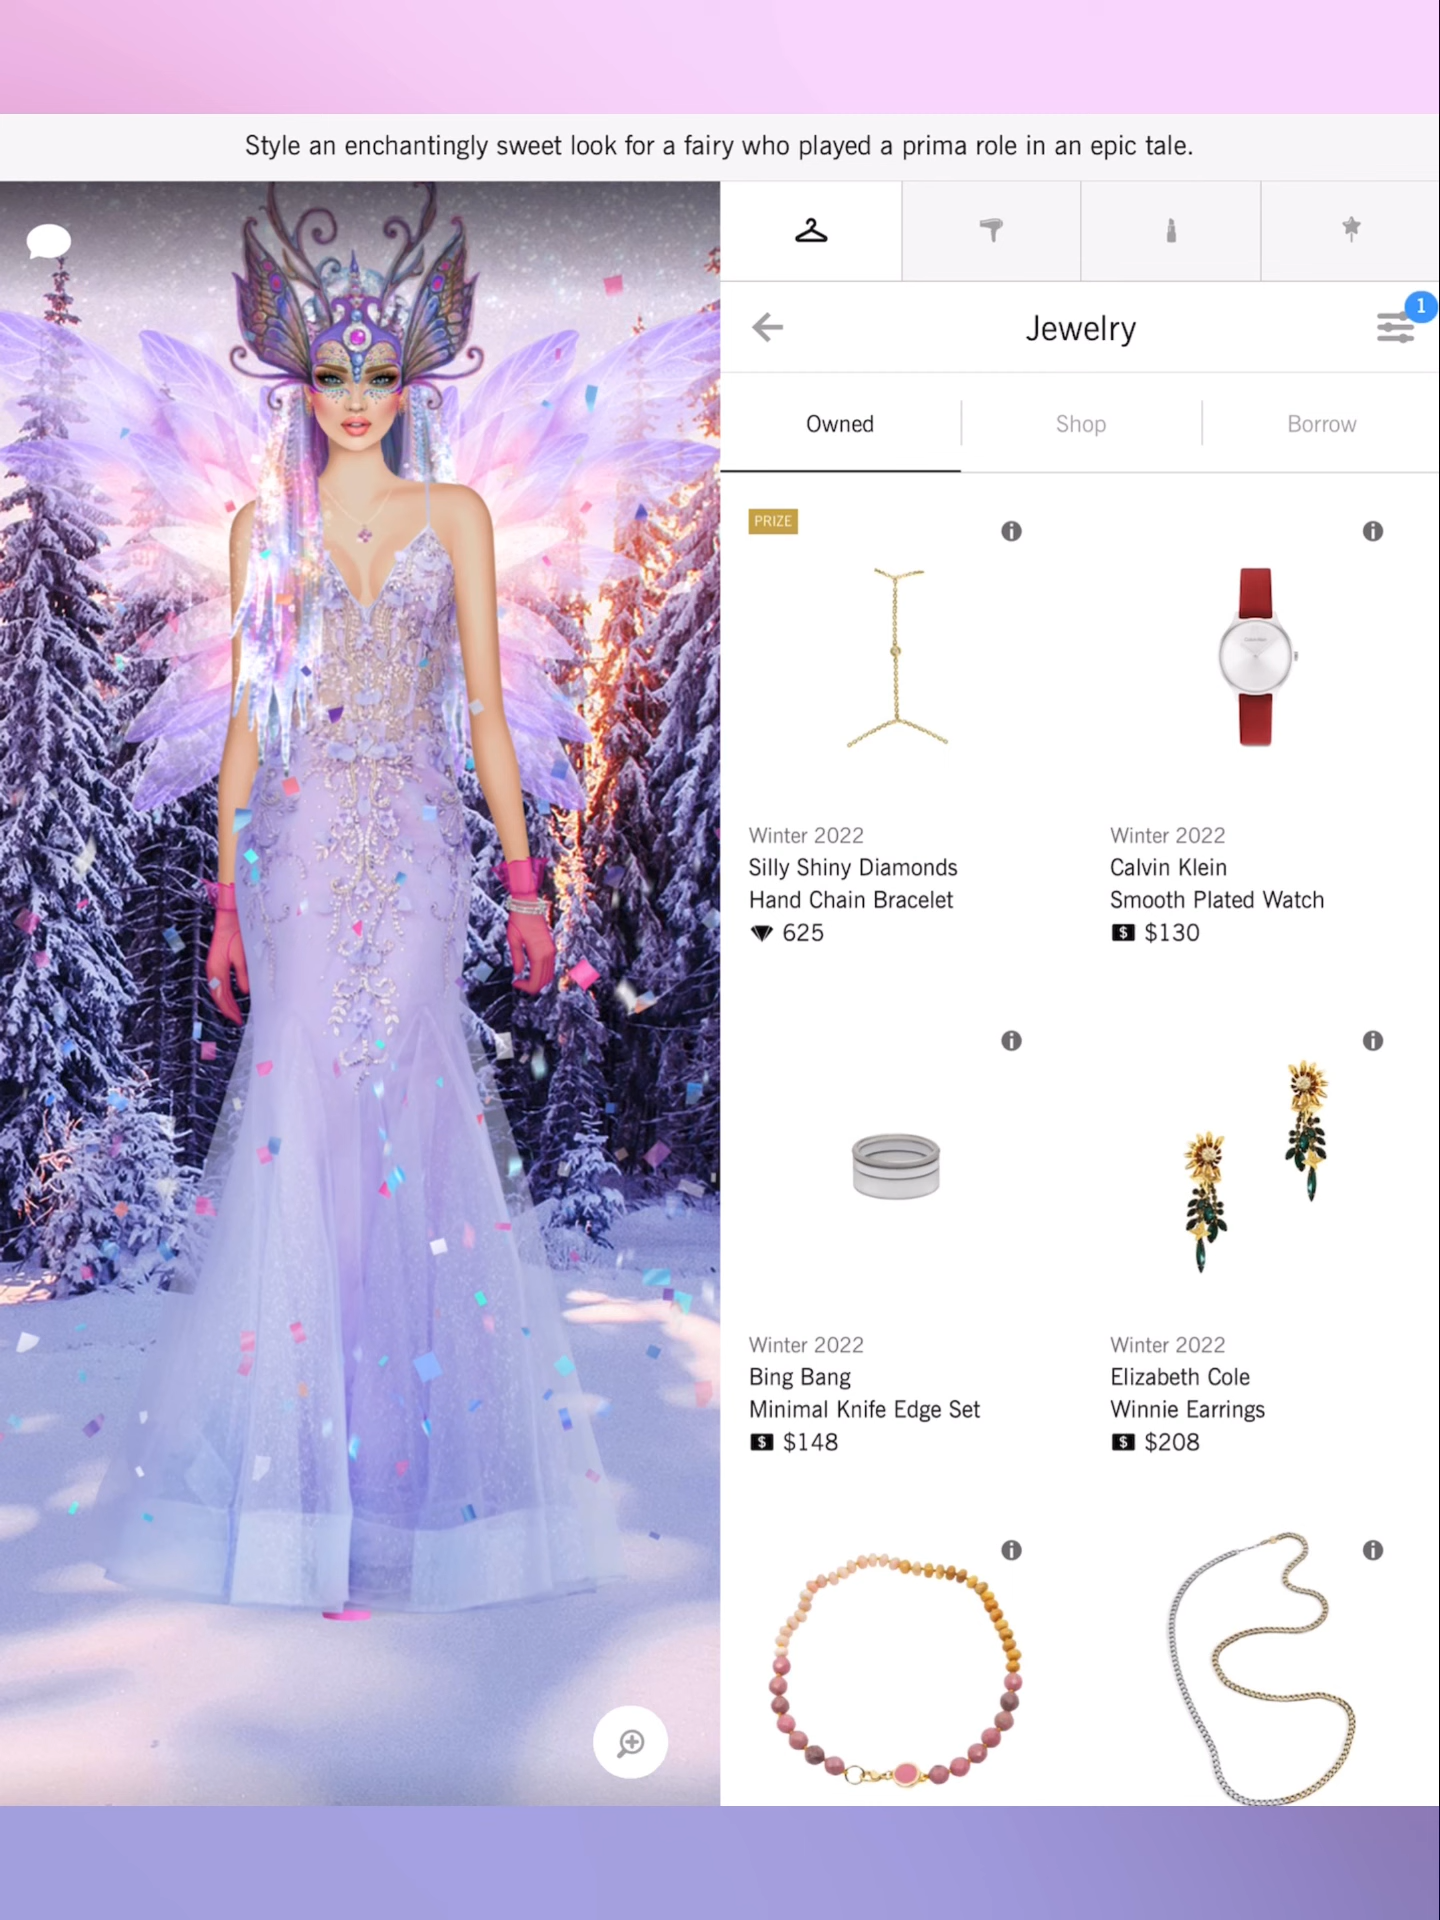 Style an enchantingly sweet look for a fairy who played a prima role in an epic tale.
1
Jewelry
Owned
Shop
Borrow
PRIZE
Winter 2022
Silly Shiny Diamonds
Hand Chain Bracelet
625
Winter 2022
Calvin Klein
Smooth Plated Watch
$ $130
Winter 2022
Bing Bang
Minimal Knife Edge Set
$ $148
Winter 2022
Elizabeth Cole
Winnie Earrings
$ $208